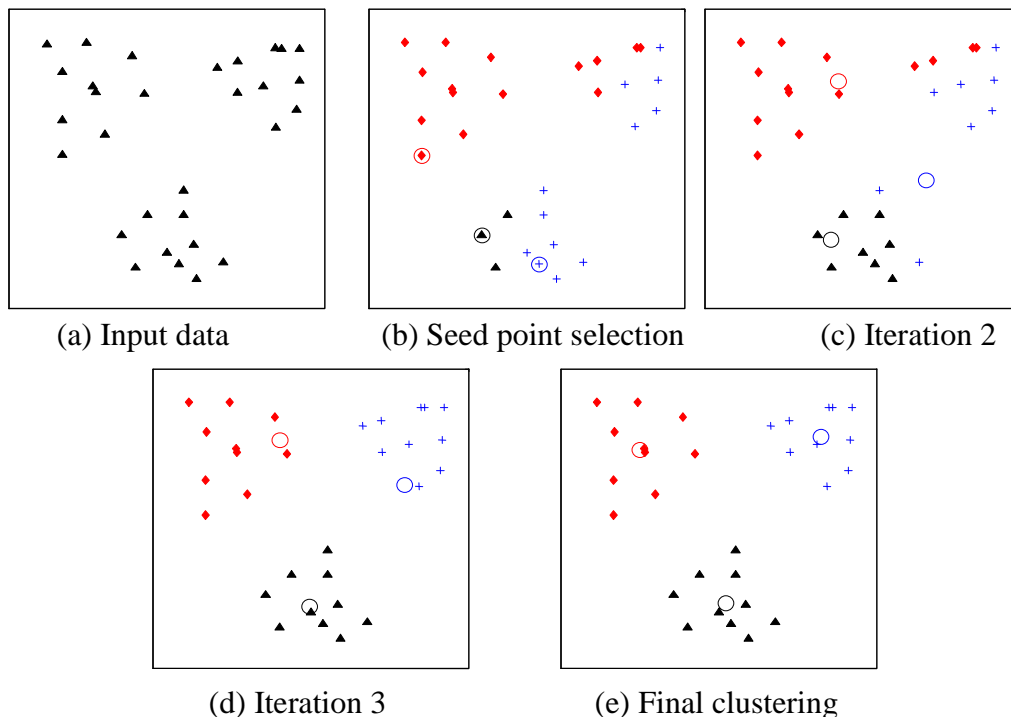 (a) Input data
(b) Seed point selection
(c) Iteration 2
(d) Iteration 3
(e) Final clustering